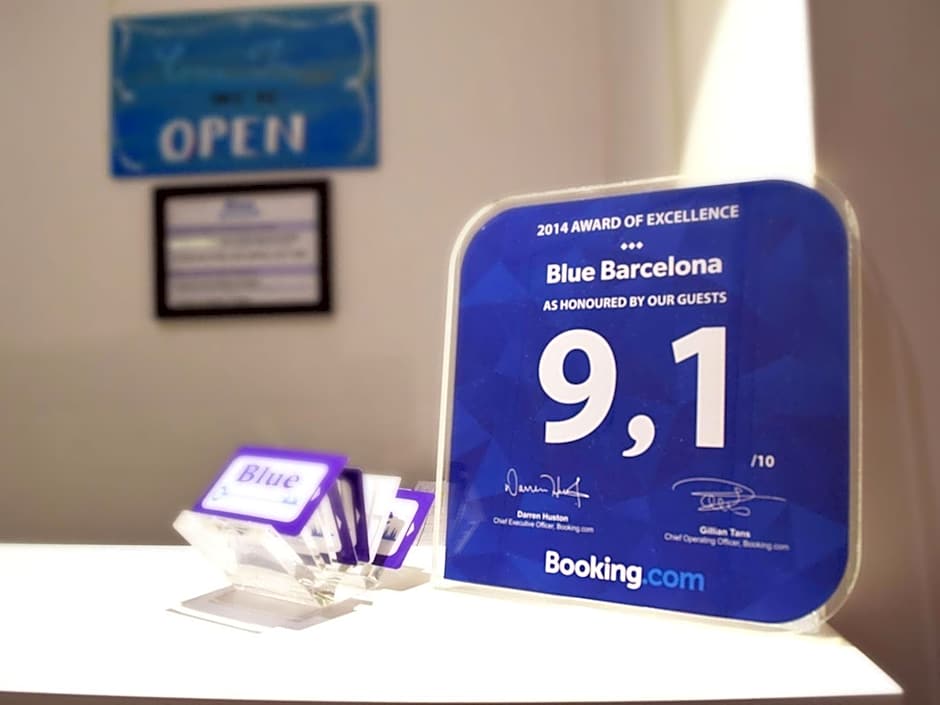 OPEN
2014 AWARD OF EXCELLENCE
Blue Barcelona
AS HONOURED BY OUR GUESTS
9,1
/10
Darren Huston
Chief Executive Officer, Booking.com
Gillian Tans
Chief Operating Officer, Booking.com
Booking.com
Blue